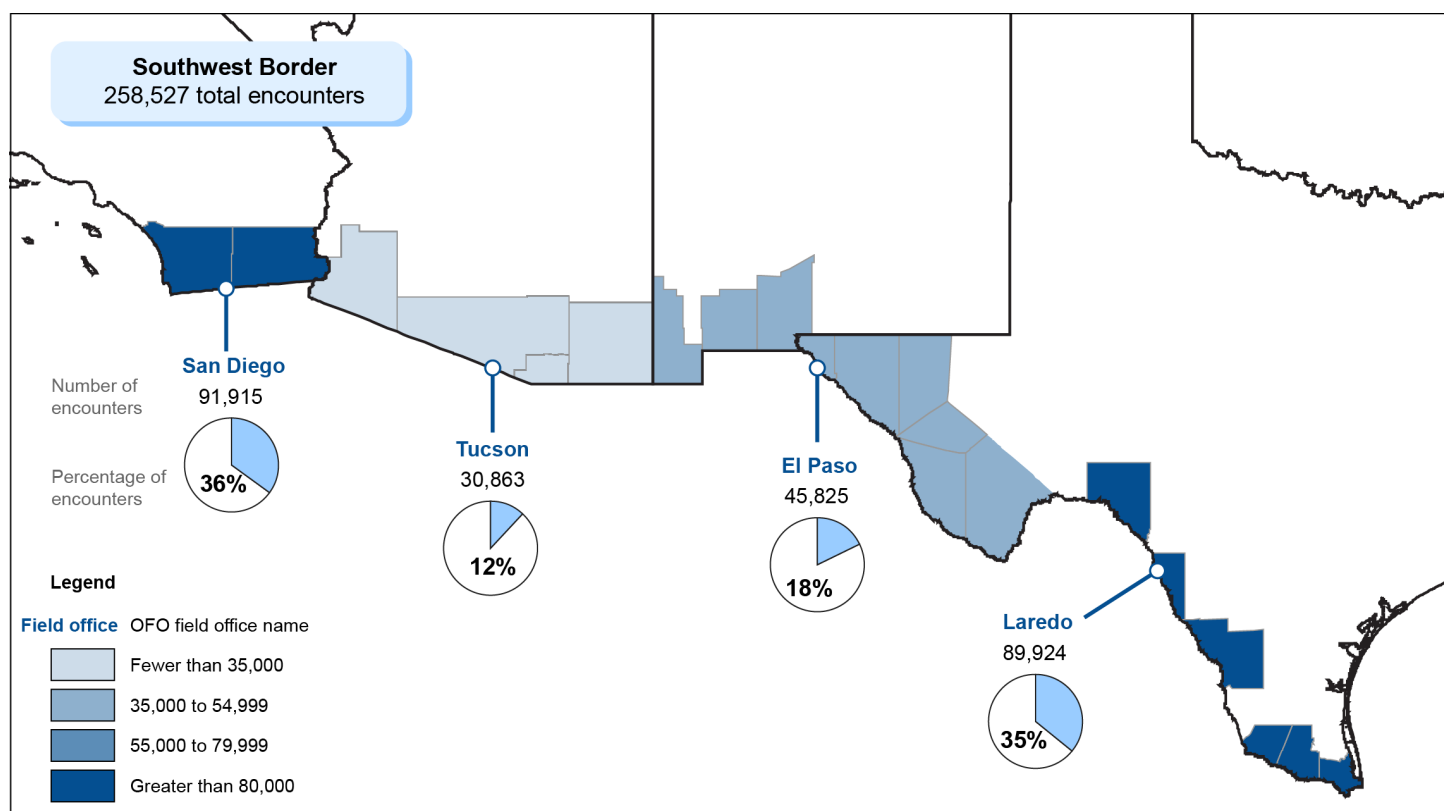 Southwest Border
258,527 total encounters
San Diego
91,915
36%
Number of
encounters
Percentage of
encounters
Tucson
30,863
12%
El Paso
45,825
18%
Laredo
89,924
35%
Legend
Field office OFO field office name
Fewer than 35,000
35,000 to 54,999
55,000 to 79,999
Greater than 80,000